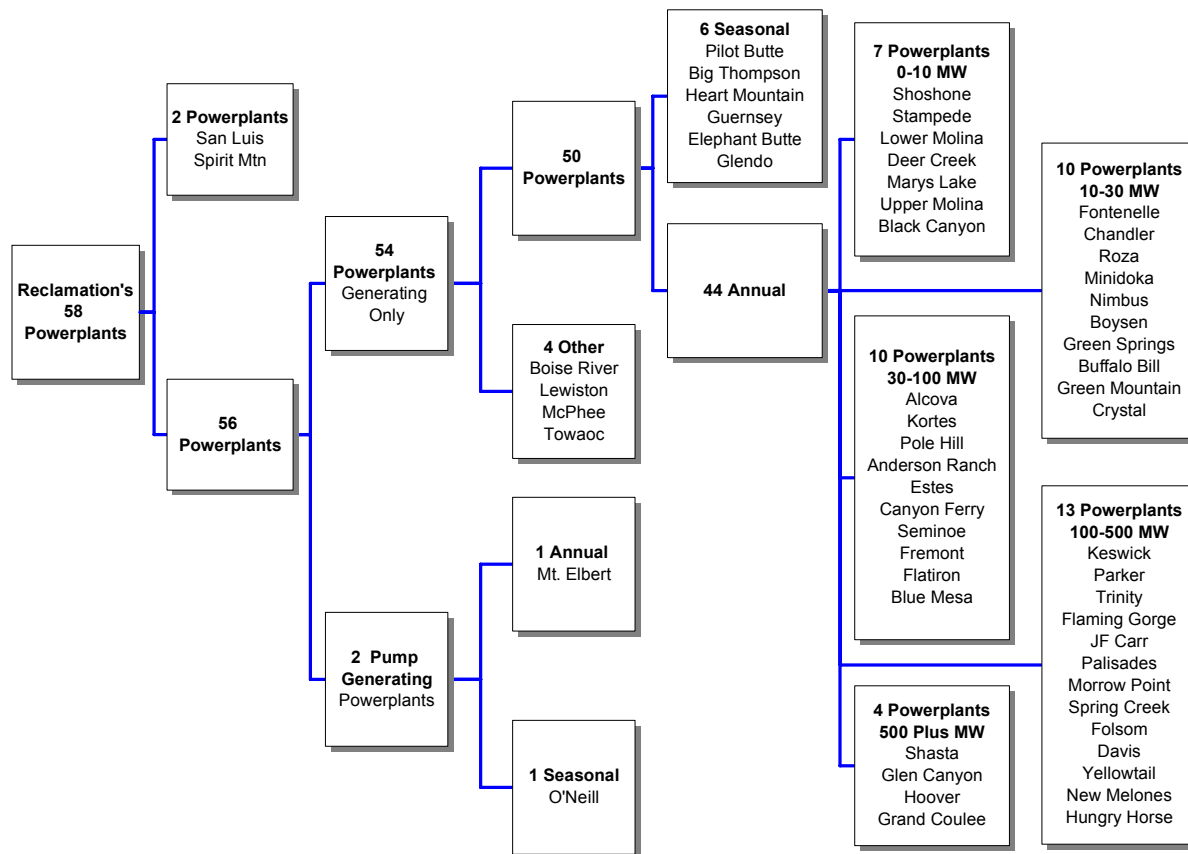 Reclamation's
58
Powerplants
2 Powerplants
San Luis
Spirit Mtn
56
Powerplants
54
Powerplants
Generating
Only
2 Pump
Generating
Powerplants
50
Powerplants
4 Other
Boise River
Lewiston
McPhee
Towaoc
1 Annual
Mt. Elbert
1 Seasonal
O'Neill
6 Seasonal
Pilot Butte
Big Thompson
Heart Mountain
Guernsey
Elephant Butte
Glendo
44 Annual
7 Powerplants
0-10 MW
Shoshone
Stampede
Lower Molina
Deer Creek
Marys Lake
Upper Molina
Black Canyon
10 Powerplants
10-30 MW
Fontenelle
Chandler
Roza
Minidoka
Nimbus
Boysen
Green Springs
Buffalo Bill
Green Mountain
Crystal
10 Powerplants
30-100 MW
Alcova
Kortes
Pole Hill
Anderson Ranch
Estes
Canyon Ferry
Seminoe
Fremont
Flatiron
Blue Mesa
13 Powerplants
100-500 MW
Keswick
Parker
Trinity
Flaming Gorge
JF Carr
Palisades
Morrow Point
Spring Creek
Folsom
Davis
Yellowtail
New Melones
Hungry Horse
4 Powerplants
500 Plus MW
Shasta
Glen Canyon
Hoover
Grand Coulee